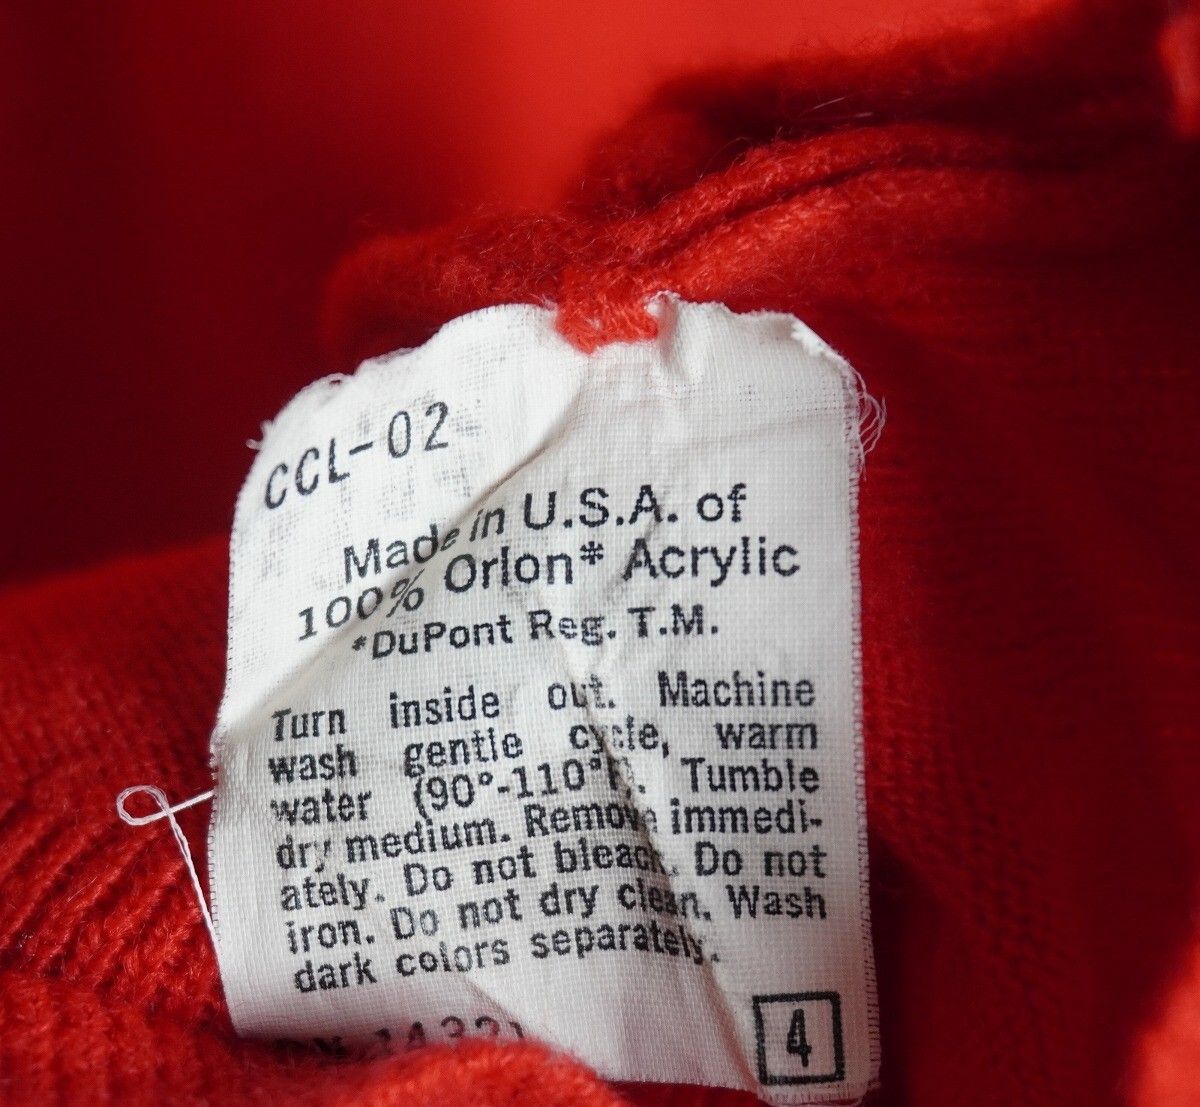 CCL-02
Made in U.S.A. of
100% Orlon* Acrylic
*DuPont Reg. T.M.
Turn inside out. Machine
wash gentle cycle, warm
water (90°-110°F). Tumble
dry medium. Remove immedi-
ately. Do not bleach. Do not
iron. Do not dry clean. Wash
dark colors separately.
4